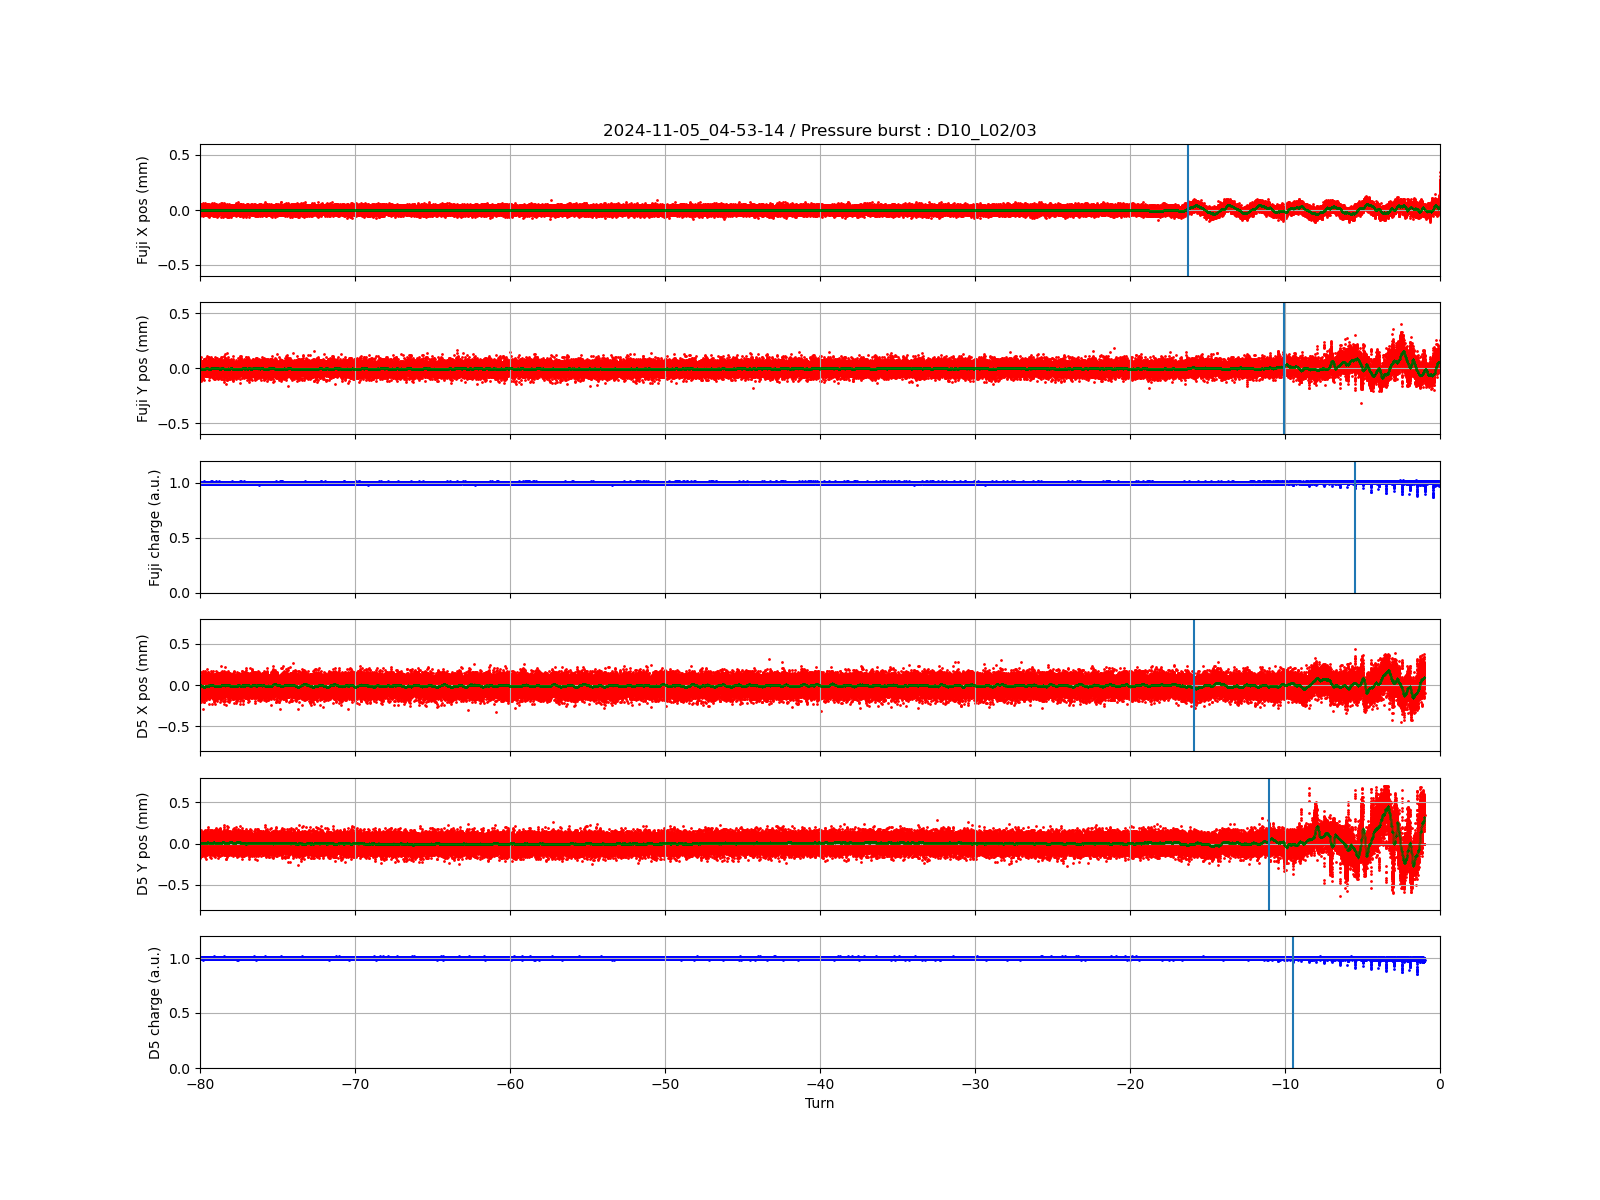 2024-11-05_04-53-14 / Pressure burst : D10_L02/03
Fuji X pos (mm)
0.5
0.0
−0.5
Fuji Y pos (mm)
0.5
0.0
−0.5
Fuji charge (a.u.)
1.0
0.5
0.0
D5 X pos (mm)
0.5
0.0
−0.5
D5 Y pos (mm)
0.5
0.0
−0.5
D5 charge (a.u.)
1.0
0.5
0.0
−80 −70 −60 −50 −40 −30 −20 −10 0
Turn